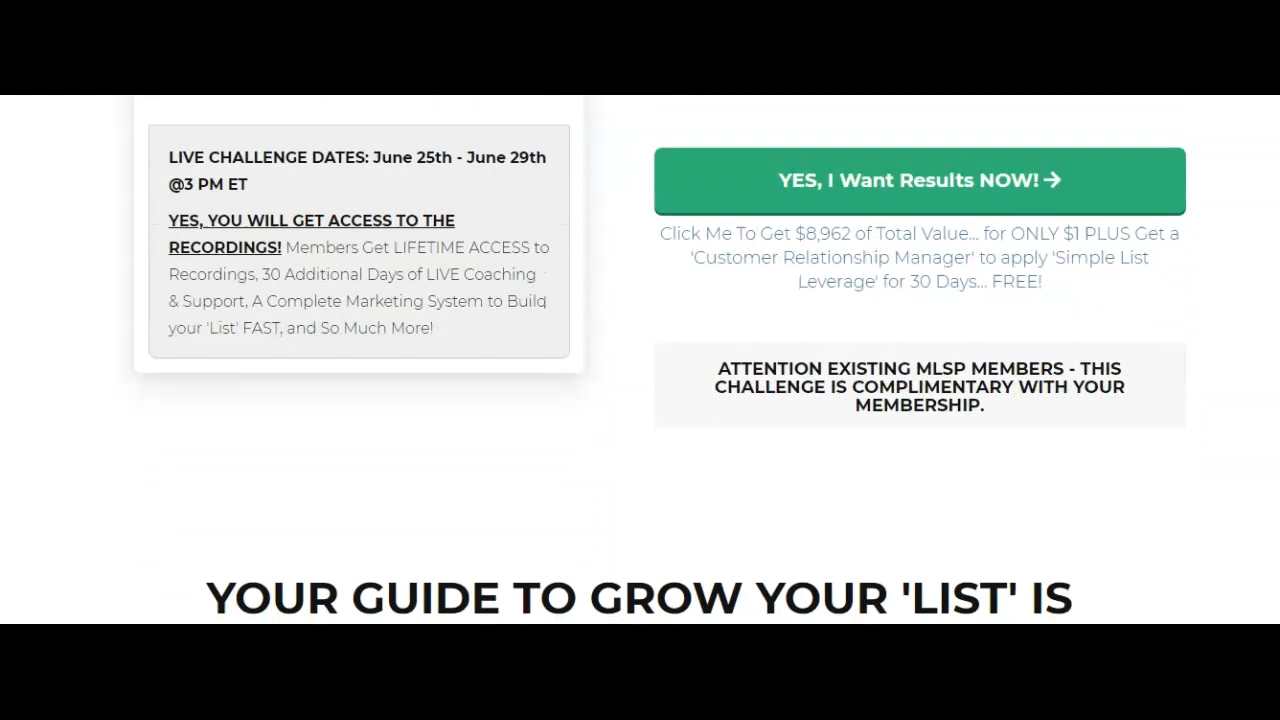 LIVE CHALLENGE DATES: June 25th - June 29th
@3 PM ET
YES, YOU WILL GET ACCESS TO THE
RECORDINGS! Members Get LIFETIME ACCESS to
Recordings, 30 Additional Days of LIVE Coaching
& Support, A Complete Marketing System to Build
your 'List' FAST, and So Much More!
YES, I Want Results NOW! →
Click Me To Get $8,962 of Total Value... for ONLY $1 PLUS Get a
'Customer Relationship Manager' to apply 'Simple List
Leverage' for 30 Days... FREE!
ATTENTION EXISTING MLSP MEMBERS - THIS
CHALLENGE IS COMPLIMENTARY WITH YOUR
MEMBERSHIP.
YOUR GUIDE TO GROW YOUR 'LIST' IS